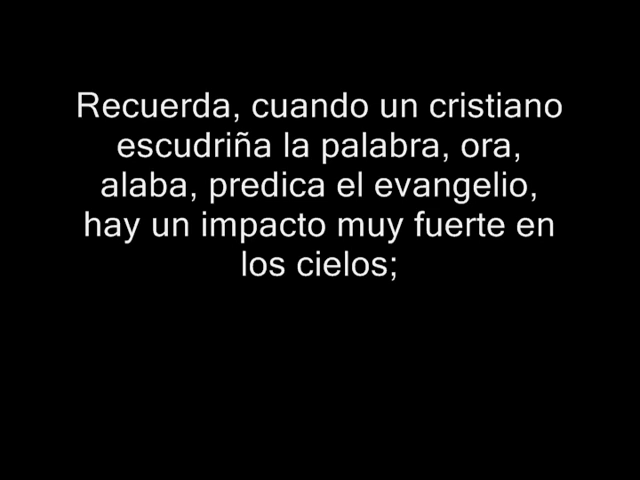 Recuerda, cuando un cristiano
escudriña la palabra, ora,
alaba, predica el evangelio,
hay un impacto muy fuerte en
los cielos;